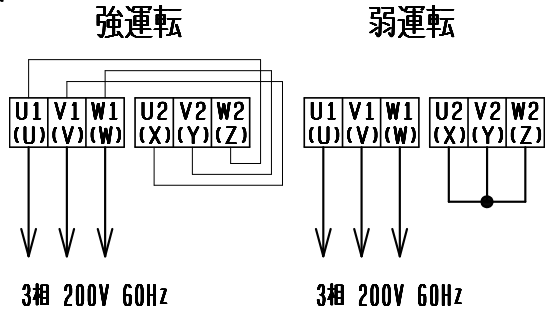 強運転 弱運転
U1 V1 W1 U2 V2 W2 U1 V1 W1 U2 V2 W2
(U) (V) (W) (X) (Y) (Z) (U) (V) (W) (X) (Y) (Z)
3相 200V 60Hz 3相 200V 60Hz